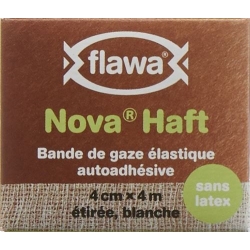 flawa®
Nova® Haft
Bande de gaze élastique
autoadhésive
sans
latex
4 cm x 4 m
étirée, blanche